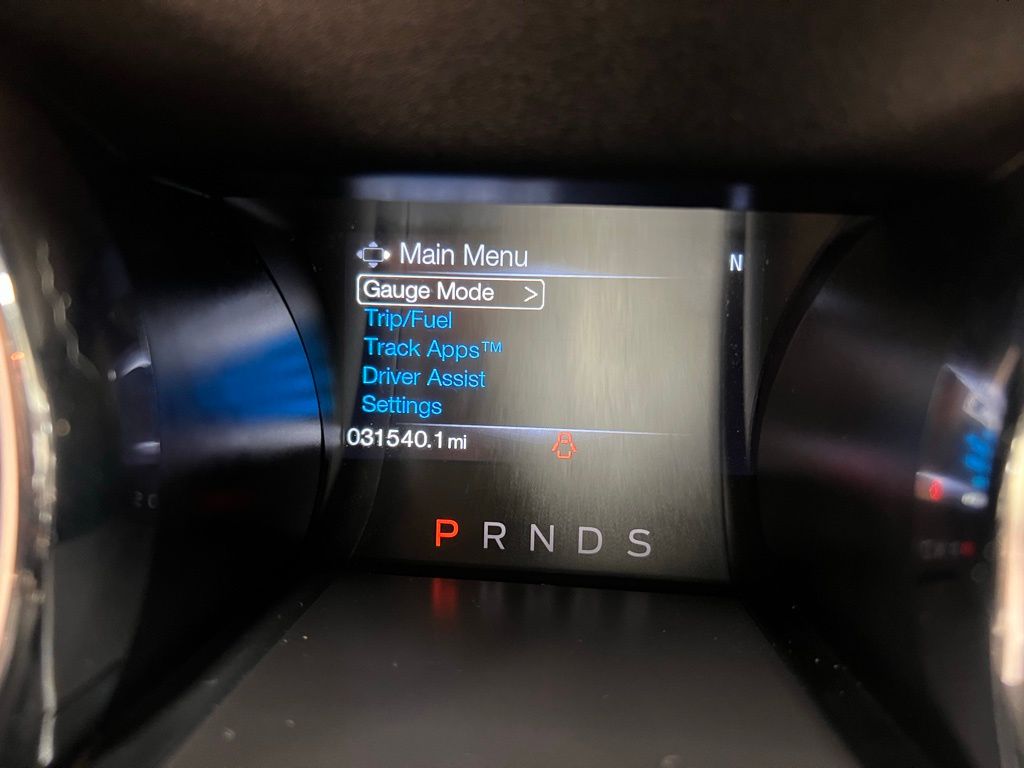 Main Menu
N
Gauge Mode >
Trip/Fuel
Track Apps™
Driver Assist
Settings
031540.1 mi
P R N D S